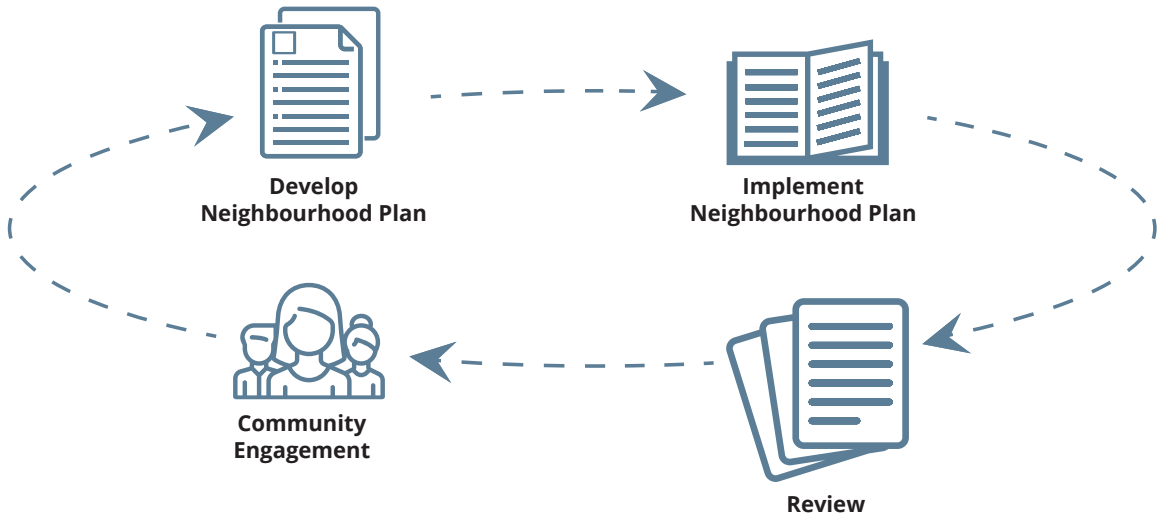 Develop
Neighbourhood Plan
Implement
Neighbourhood Plan
Community
Engagement
Review